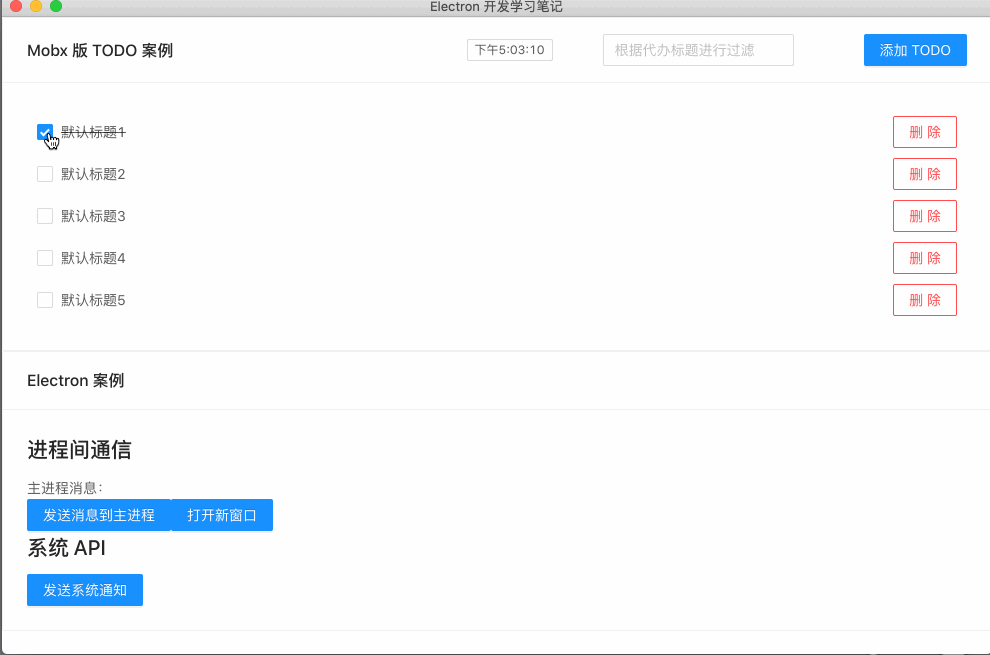 Electron 开发学习笔记
Mobx 版 TODO 案例
下午5:03:10
根据代办标题进行过滤
添加 TODO
默认标题1
删 除
默认标题2
删 除
默认标题3
删 除
默认标题4
删 除
默认标题5
删 除
Electron 案例
进程间通信
主进程消息：
发送消息到主进程
打开新窗口
系统 API
发送系统通知